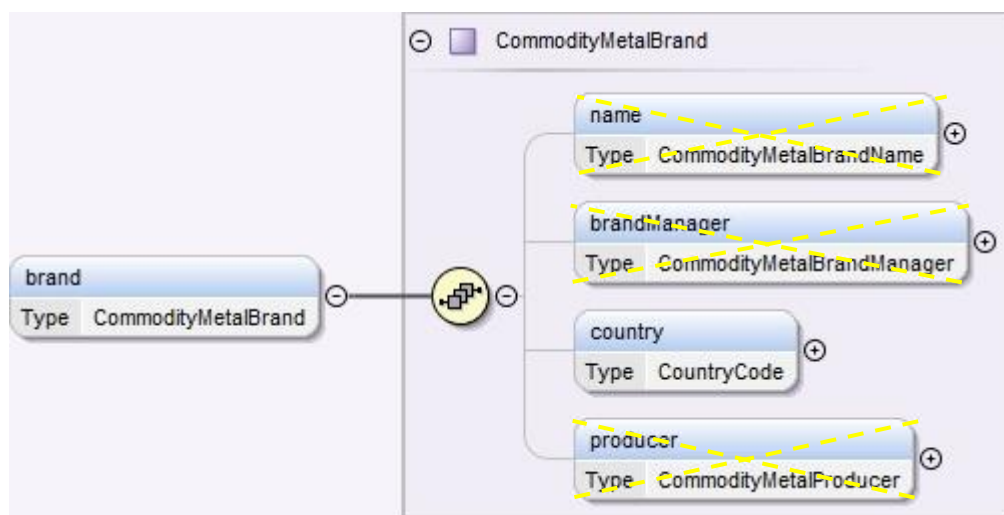 CommodityMetalBrand
name
Type CommodityMetalBrandName
brandManager
Type CommodityMetalBrandManager
brand
Type CommodityMetalBrand
country
Type CountryCode
producer
Type CommodityMetalProducer